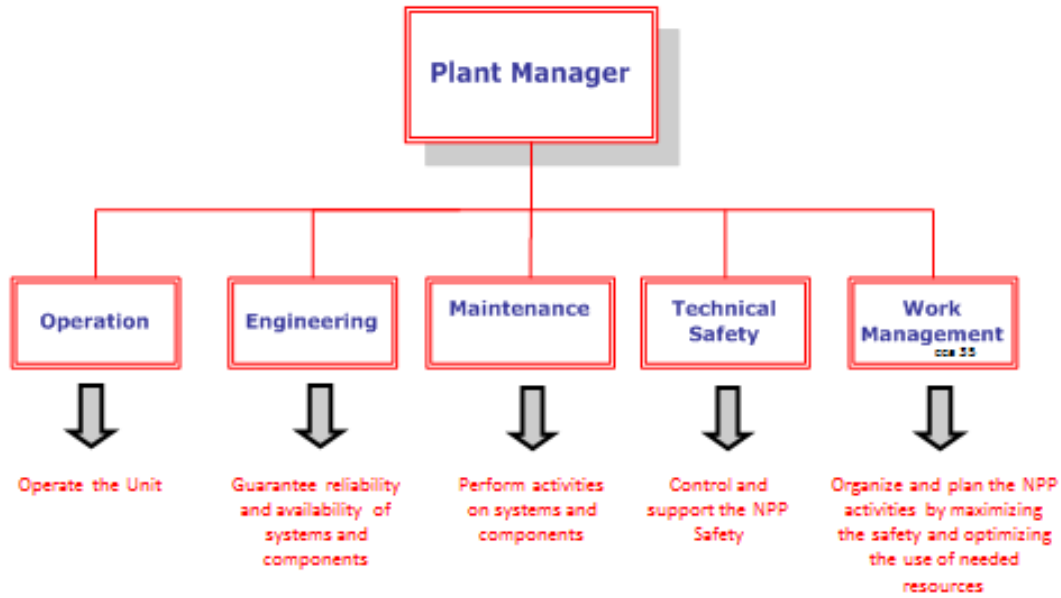 Plant Manager
Operation
Engineering
Maintenance
Technical
Safety
Work
Management
cca 35
Operate the Unit
Guarantee reliability
and availability of
systems and
components
Perform activities
on systems and
components
Control and
support the NPP
Safety
Organize and plan the NPP
activities by maximizing
the safety and optimizing
the use of needed
resources